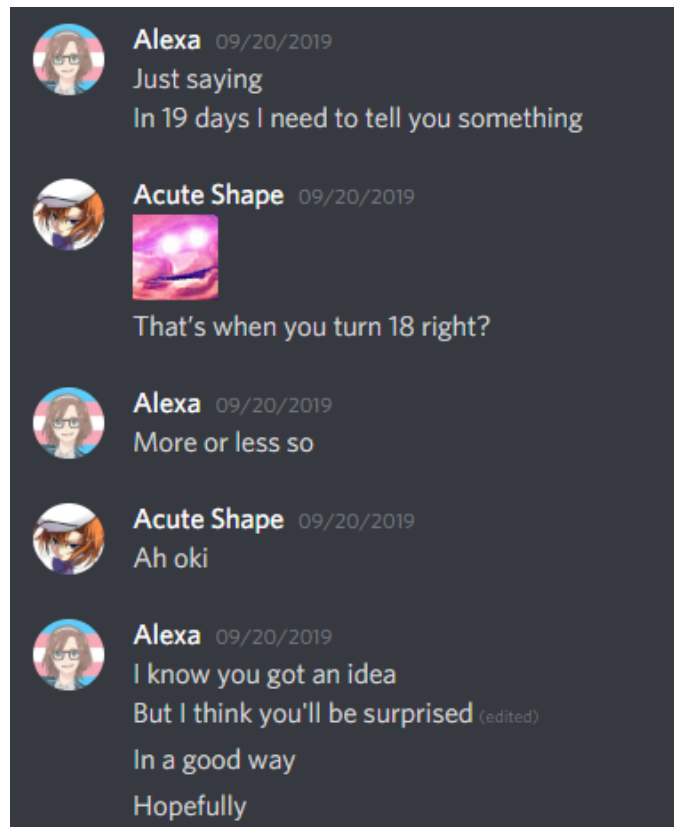 Alexa 09/20/2019
Just saying
In 19 days I need to tell you something
Acute Shape 09/20/2019
That's when you turn 18 right?
Alexa 09/20/2019
More or less so
Acute Shape 09/20/2019
Ah oki
Alexa 09/20/2019
I know you got an idea
But I think you'll be surprised (edited)
In a good way
Hopefully